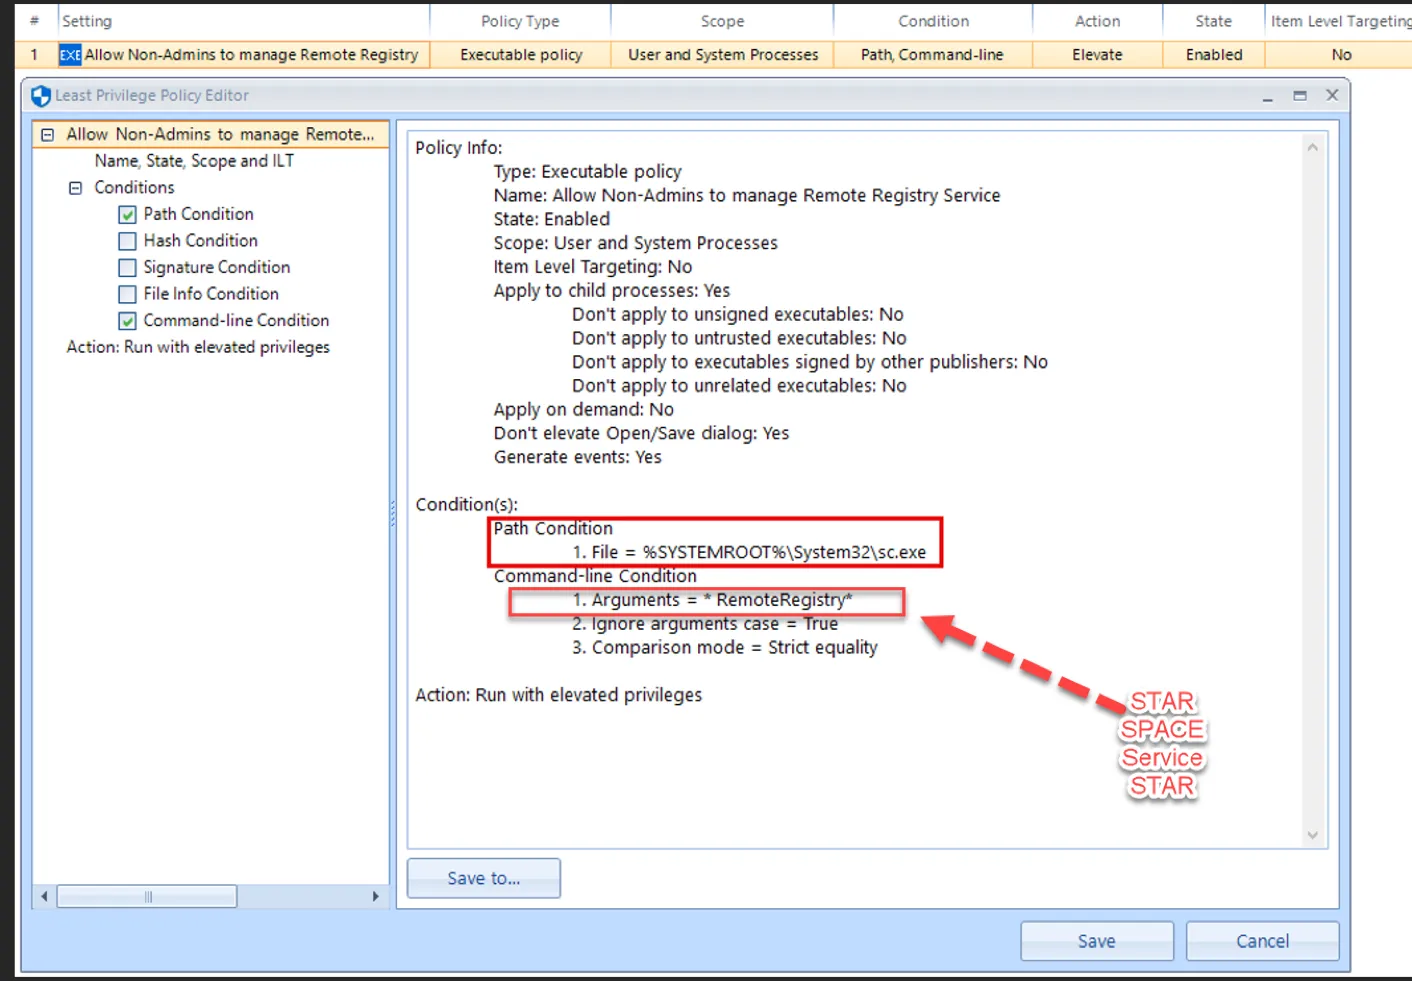 # Setting Policy Type Scope Condition Action State Item Level Targeting
1 EXE Allow Non-Admins to manage Remote Registry Executable policy User and System Processes Path, Command-line Elevate Enabled No
Least Privilege Policy Editor
Allow Non-Admins to manage Remote...
Name, State, Scope and ILT
Conditions
Path Condition
Hash Condition
Signature Condition
File Info Condition
Command-line Condition
Action: Run with elevated privileges
Policy Info:
Type: Executable policy
Name: Allow Non-Admins to manage Remote Registry Service
State: Enabled
Scope: User and System Processes
Item Level Targeting: No
Apply to child processes: Yes
Don't apply to unsigned executables: No
Don't apply to untrusted executables: No
Don't apply to executables signed by other publishers: No
Don't apply to unrelated executables: No
Apply on demand: No
Don't elevate Open/Save dialog: Yes
Generate events: Yes
Condition(s):
Path Condition
1. File = %SYSTEMROOT%\System32\sc.exe
Command-line Condition
1. Arguments = * RemoteRegistry*
2. Ignore arguments case = True
3. Comparison mode = Strict equality
Action: Run with elevated privileges
STAR
SPACE
Service
STAR
Save to...
Save
Cancel